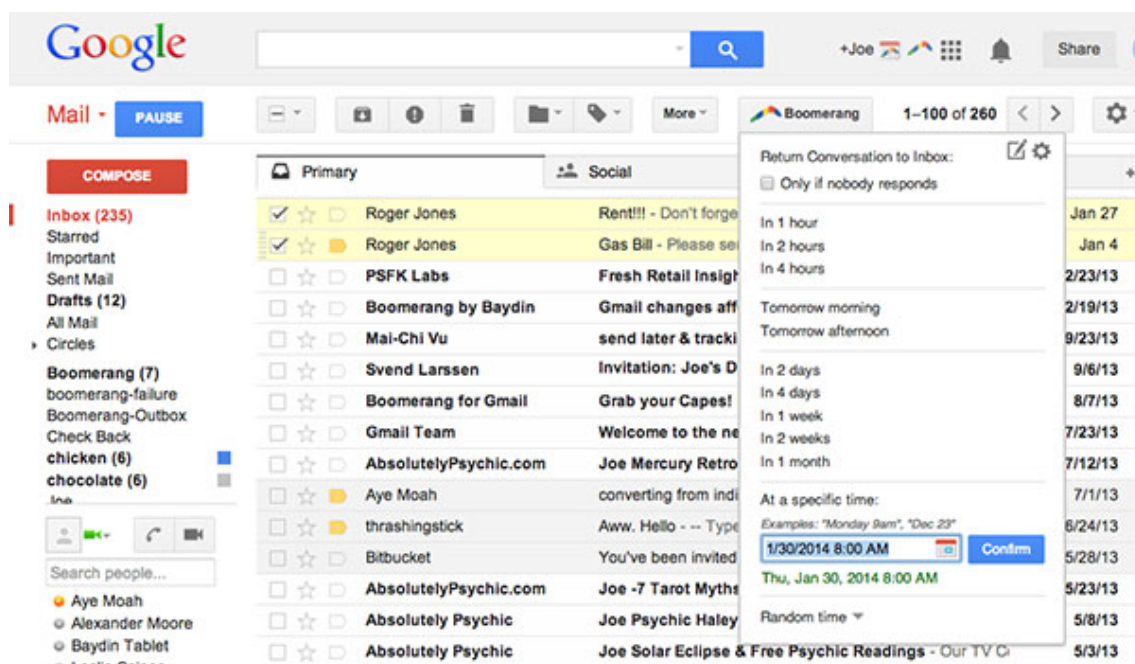 Google
+Joe
Share
Mail
PAUSE
More
Boomerang
1–100 of 260
COMPOSE
Primary
Social
Inbox (235)
Starred
Important
Sent Mail
Drafts (12)
All Mail
Circles
Boomerang (7)
boomerang-failure
Boomerang-Outbox
Check Back
chicken (6)
chocolate (6)
Joe
Search people...
Aye Moah
Alexander Moore
Baydin Tablet
Roger Jones Rent!!! - Don't forge Jan 27
Roger Jones Gas Bill - Please se Jan 4
PSFK Labs Fresh Retail Insigh 2/23/13
Boomerang by Baydin Gmail changes aff 2/19/13
Mai-Chi Vu send later & tracki 9/23/13
Svend Larssen Invitation: Joe's D 9/6/13
Boomerang for Gmail Grab your Capes! 8/7/13
Gmail Team Welcome to the ne 7/23/13
AbsolutelyPsychic.com Joe Mercury Retro 7/12/13
Aye Moah converting from indi 7/1/13
thrashingstick Aww. Hello - -- Type 6/24/13
Bitbucket You've been invited 5/28/13
AbsolutelyPsychic.com Joe -7 Tarot Myths 5/23/13
Absolutely Psychic Joe Psychic Haley 5/8/13
Absolutely Psychic Joe Solar Eclipse & Free Psychic Readings - Our TV 5/3/13
Return Conversation to Inbox:
Only if nobody responds
In 1 hour
In 2 hours
In 4 hours
Tomorrow morning
Tomorrow afternoon
In 2 days
In 4 days
In 1 week
In 2 weeks
In 1 month
At a specific time:
Examples: "Monday 9am", "Dec 23"
1/30/2014 8:00 AM
Confirm
Thu, Jan 30, 2014 8:00 AM
Random time